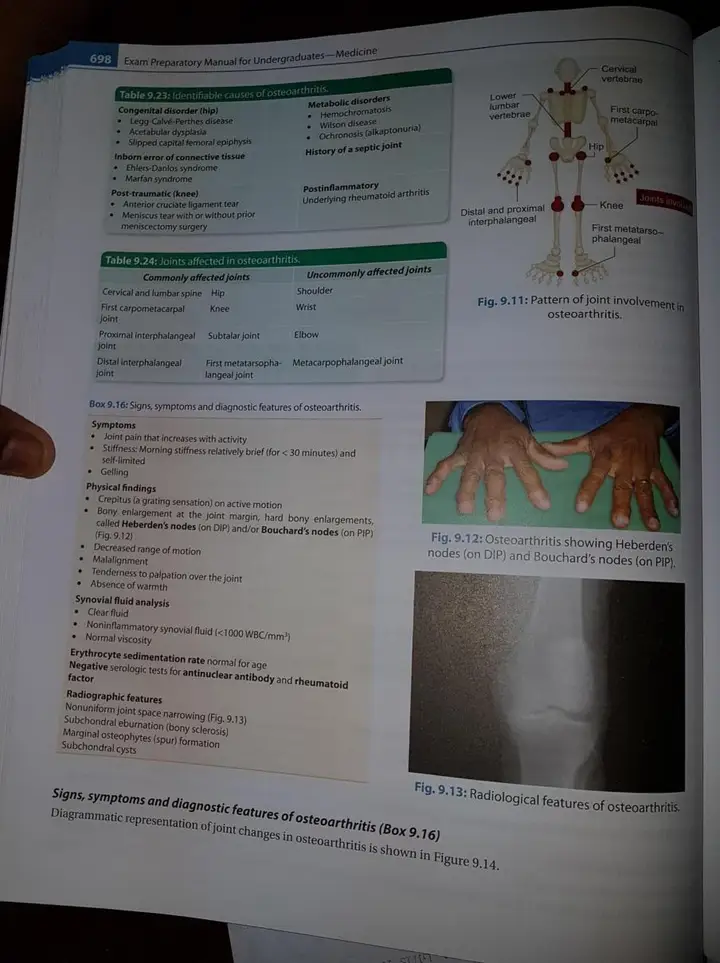 698 Exam Preparatory Manual for Undergraduates—Medicine
Table 9.23: Identifiable causes of osteoarthritis.
Congenital disorder (hip)
• Legg-Calvé-Perthes disease
• Acetabular dysplasia
• Slipped capital femoral epiphysis
Inborn error of connective tissue
• Ehlers-Danlos syndrome
• Marfan syndrome
Post-traumatic (knee)
• Anterior cruciate ligament tear
• Meniscus tear with or without prior
meniscectomy surgery
Metabolic disorders
• Hemochromatosis
• Wilson disease
• Ochronosis (alkaptonuria)
History of a septic joint
Postinflammatory
Underlying rheumatoid arthritis
Table 9.24: Joints affected in osteoarthritis.
Commonly affected joints Uncommonly affected joints
Cervical and lumbar spine Hip Shoulder
First carpometacarpal Knee Wrist
joint
Proximal interphalangeal Subtalar joint Elbow
joint
Distal interphalangeal First metatarsopha- Metacarpophalangeal joint
joint langeal joint
Cervical
vertebrae
Lower
lumbar
vertebrae
First carpo-
metacarpal
Hip
Distal and proximal
interphalangeal
Knee
Joints
First metatarso-
phalangeal
Fig. 9.11: Pattern of joint involvement in
osteoarthritis.
Box 9.16: Signs, symptoms and diagnostic features of osteoarthritis.
Symptoms
• Joint pain that increases with activity
• Stiffness: Morning stiffness relatively brief (for < 30 minutes) and
self-limited
• Gelling
Physical findings
• Crepitus (a grating sensation) on active motion
• Bony enlargement at the joint margin, hard bony enlargements,
called Heberden's nodes (on DIP) and/or Bouchard's nodes (on PIP)
(Fig. 9.12)
• Decreased range of motion
• Malalignment
• Tenderness to palpation over the joint
• Absence of warmth
Synovial fluid analysis
• Clear fluid
• Noninflammatory synovial fluid (<1000 WBC/mm³)
• Normal viscosity
Erythrocyte sedimentation rate normal for age
Negative serologic tests for antinuclear antibody and rheumatoid
factor
Radiographic features
Nonuniform joint space narrowing (Fig. 9.13)
Subchondral eburnation (bony sclerosis)
Marginal osteophytes (spur) formation
Subchondral cysts
Fig. 9.12: Osteoarthritis showing Heberden's
nodes (on DIP) and Bouchard's nodes (on PIP).
Fig. 9.13: Radiological features of osteoarthritis.
Signs, symptoms and diagnostic features of osteoarthritis (Box 9.16)
Diagrammatic representation of joint changes in osteoarthritis is shown in Figure 9.14.